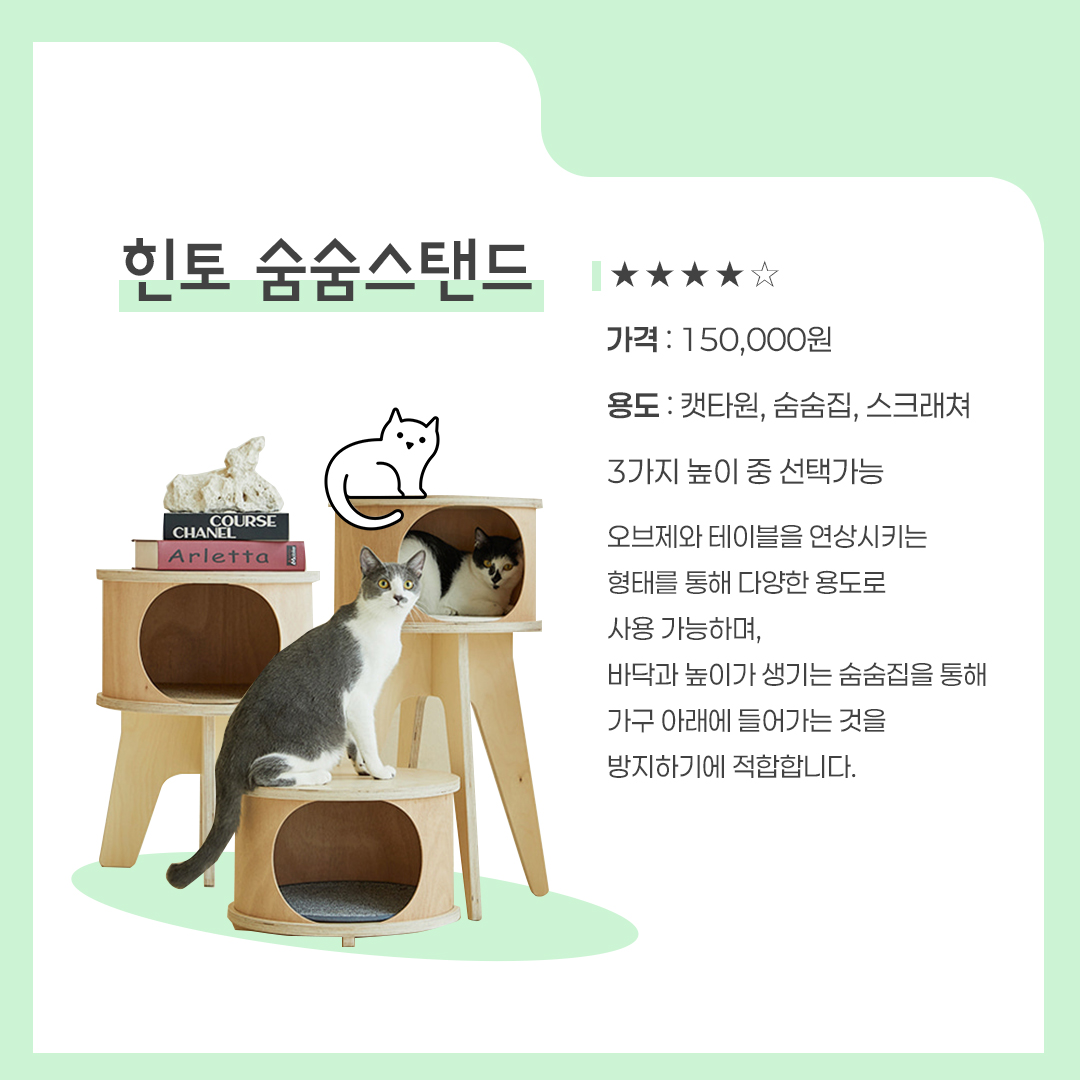 힌토 숨숨스탠드
★★★★☆
가격 : 150,000원
용도 : 캣타원, 숨숨집, 스크래쳐
3가지 높이 중 선택가능
오브제와 테이블을 연상시키는
형태를 통해 다양한 용도로
사용 가능하며,
바닥과 높이가 생기는 숨숨집을 통해
가구 아래에 들어가는 것을
방지하기에 적합합니다.
COURSE
CHANEL
Arletta